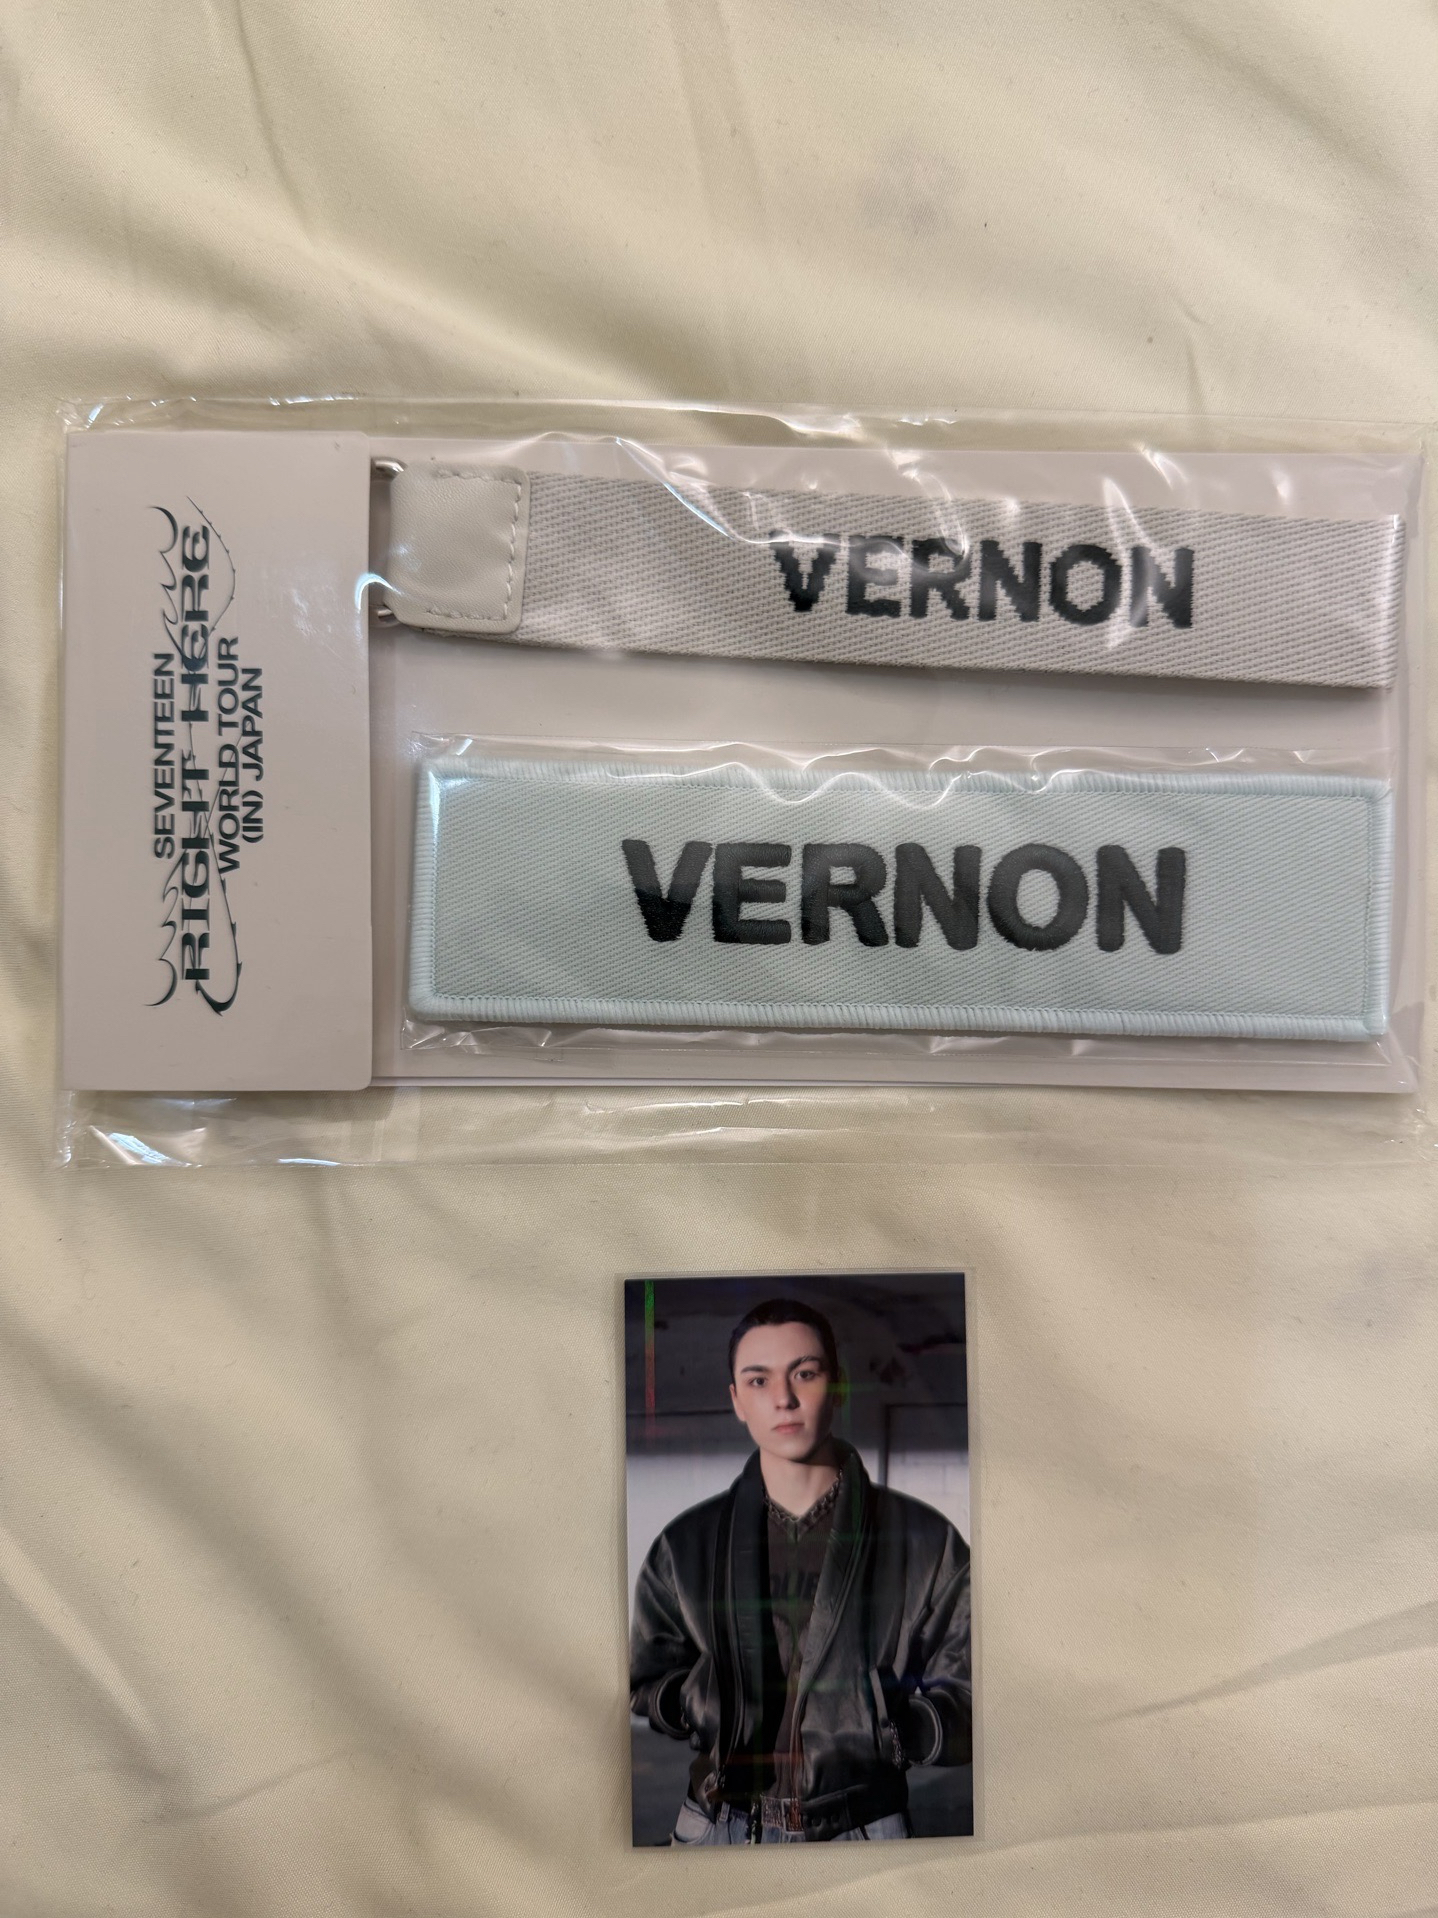 SEVENTEEN
RIGHT HERE
WORLD TOUR
(IN) JAPAN
VERNON
VERNON